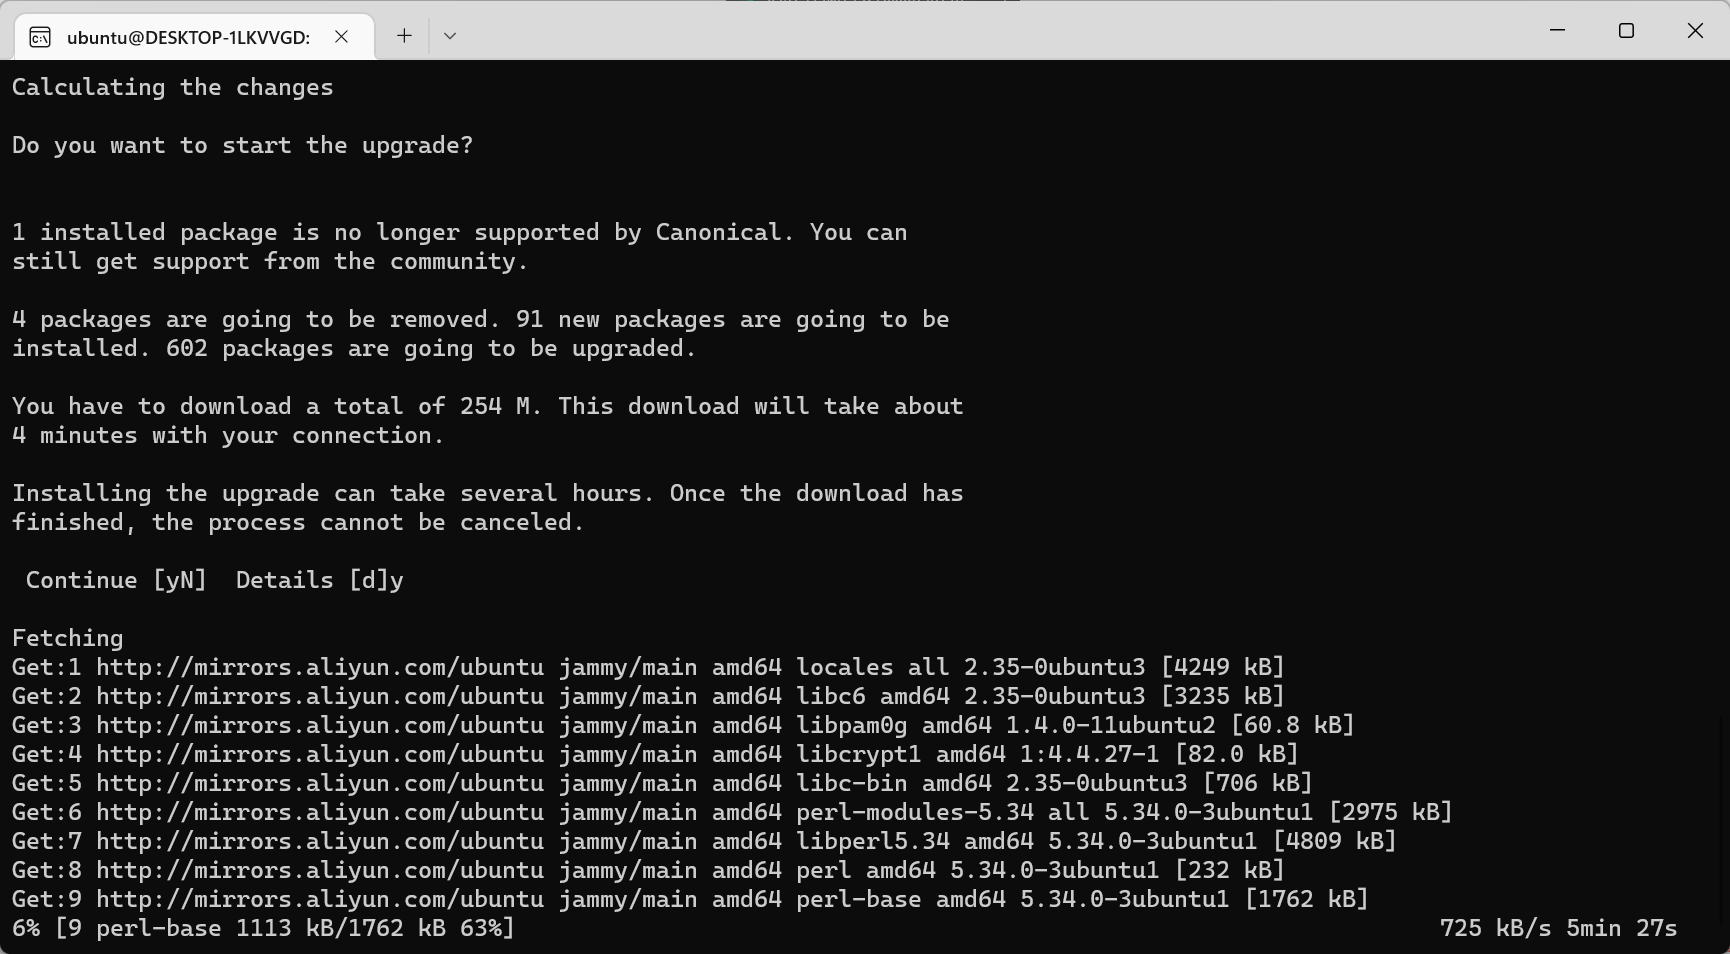 ubuntu@DESKTOP-1LKVVGD:
Calculating the changes
Do you want to start the upgrade?
1 installed package is no longer supported by Canonical. You can
still get support from the community.
4 packages are going to be removed. 91 new packages are going to be
installed. 602 packages are going to be upgraded.
You have to download a total of 254 M. This download will take about
4 minutes with your connection.
Installing the upgrade can take several hours. Once the download has
finished, the process cannot be canceled.
Continue [yN]  Details [d]y
Fetching
Get:1 http://mirrors.aliyun.com/ubuntu jammy/main amd64 locales all 2.35-0ubuntu3 [4249 kB]
Get:2 http://mirrors.aliyun.com/ubuntu jammy/main amd64 libc6 amd64 2.35-0ubuntu3 [3235 kB]
Get:3 http://mirrors.aliyun.com/ubuntu jammy/main amd64 libpam0g amd64 1.4.0-11ubuntu2 [60.8 kB]
Get:4 http://mirrors.aliyun.com/ubuntu jammy/main amd64 libcrypt1 amd64 1:4.4.27-1 [82.0 kB]
Get:5 http://mirrors.aliyun.com/ubuntu jammy/main amd64 libc-bin amd64 2.35-0ubuntu3 [706 kB]
Get:6 http://mirrors.aliyun.com/ubuntu jammy/main amd64 perl-modules-5.34 all 5.34.0-3ubuntu1 [2975 kB]
Get:7 http://mirrors.aliyun.com/ubuntu jammy/main amd64 libperl5.34 amd64 5.34.0-3ubuntu1 [4809 kB]
Get:8 http://mirrors.aliyun.com/ubuntu jammy/main amd64 perl amd64 5.34.0-3ubuntu1 [232 kB]
Get:9 http://mirrors.aliyun.com/ubuntu jammy/main amd64 perl-base amd64 5.34.0-3ubuntu1 [1762 kB]
6% [9 perl-base 1113 kB/1762 kB 63%] 725 kB/s 5min 27s